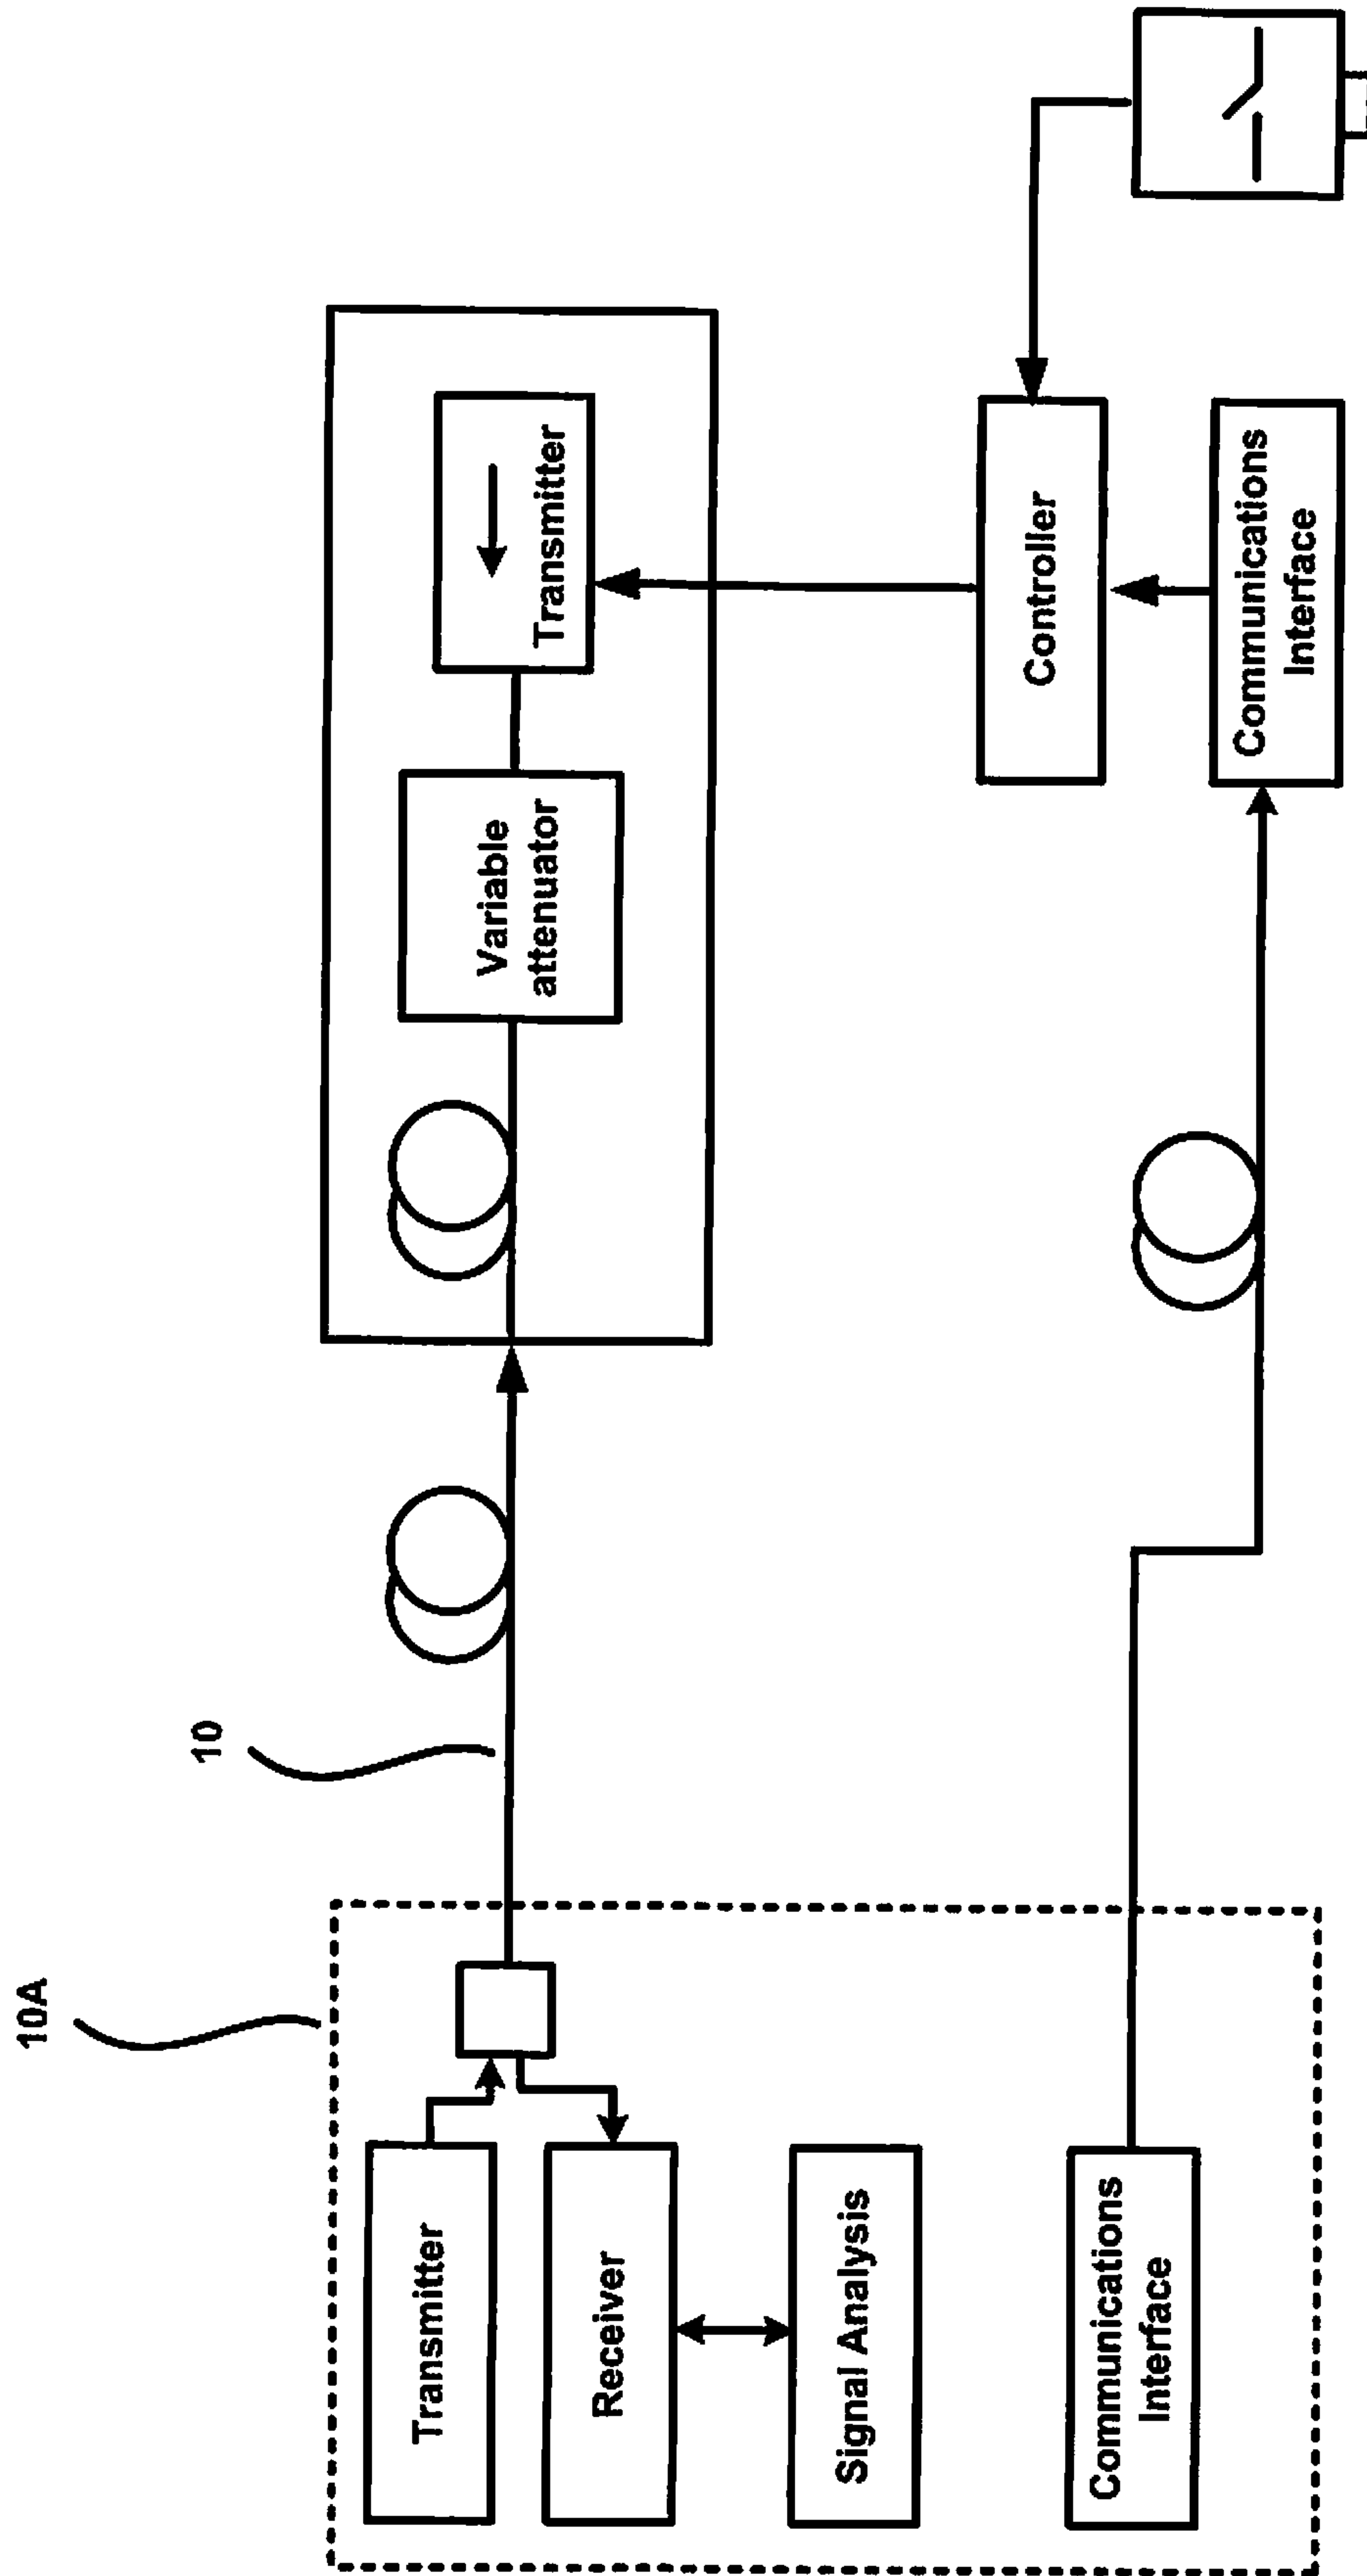 10A
10
Transmitter
Receiver
Signal Analysis
Communications
Interface
Variable
attenuator
Transmitter
Controller
Communications
Interface